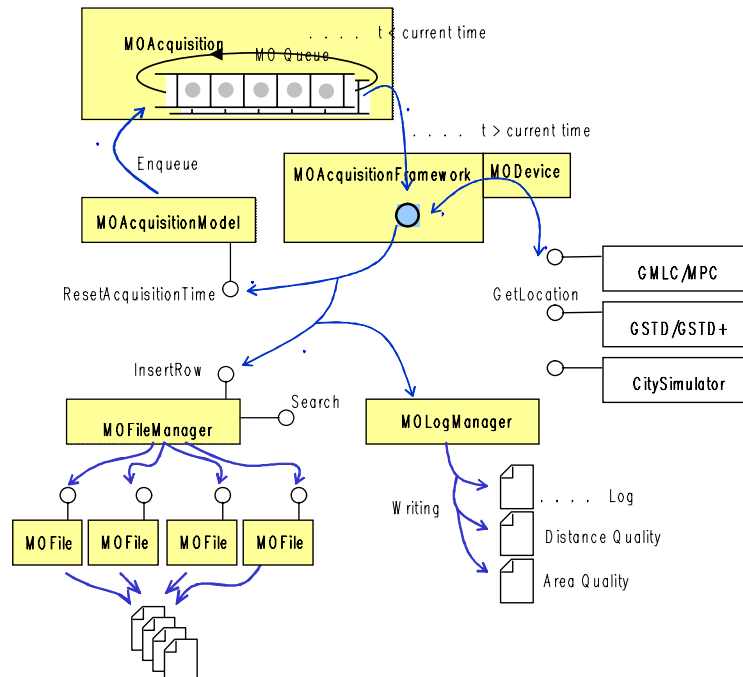 MOAcquisition
MO Queue
. . . . t < current time
. . . . t > current time
Enqueue
MOAcquisitionFramework
MODevice
MOAcquisitionModel
GMLC/MPC
ResetAcquisitionTime
GetLocation
GSTD/GSTD+
InsertRow
CitySimulator
Search
MOFileManager
MOLogManager
Writing
. . . . Log
MOFile
MOFile
MOFile
MOFile
Distance Quality
Area Quality